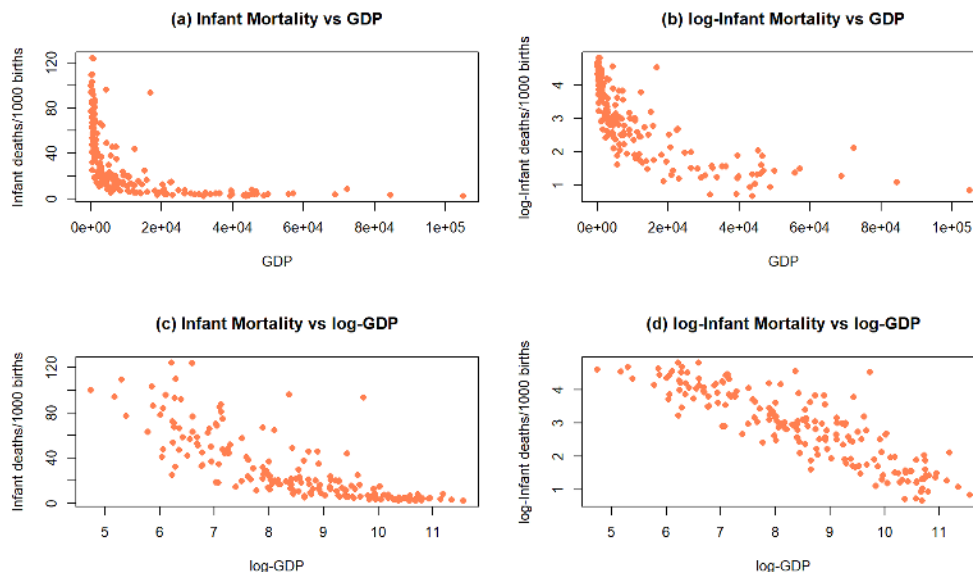 (a) Infant Mortality vs GDP
Infant deaths/1000 births
0 40 80 120
0e+00 2e+04 4e+04 6e+04 8e+04 1e+05
GDP
(b) log-Infant Mortality vs GDP
log-Infant deaths/1000 births
1 2 3 4
0e+00 2e+04 4e+04 6e+04 8e+04 1e+05
GDP
(c) Infant Mortality vs log-GDP
Infant deaths/1000 births
0 40 80 120
5 6 7 8 9 10 11
log-GDP
(d) log-Infant Mortality vs log-GDP
log-Infant deaths/1000 births
1 2 3 4
5 6 7 8 9 10 11
log-GDP